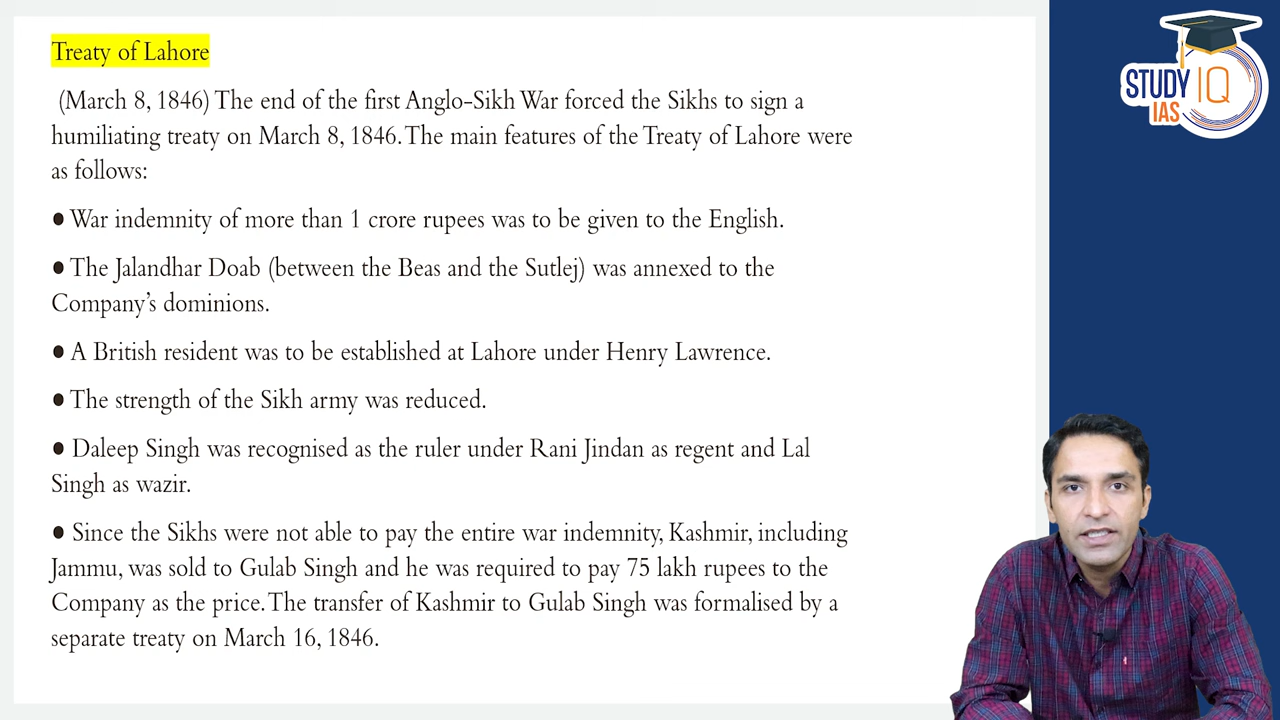 Treaty of Lahore
(March 8, 1846) The end of the first Anglo-Sikh War forced the Sikhs to sign a
humiliating treaty on March 8, 1846. The main features of the Treaty of Lahore were
as follows:
● War indemnity of more than 1 crore rupees was to be given to the English.
● The Jalandhar Doab (between the Beas and the Sutlej) was annexed to the
Company’s dominions.
● A British resident was to be established at Lahore under Henry Lawrence.
● The strength of the Sikh army was reduced.
● Daleep Singh was recognised as the ruler under Rani Jindan as regent and Lal
Singh as wazir.
● Since the Sikhs were not able to pay the entire war indemnity, Kashmir, including
Jammu, was sold to Gulab Singh and he was required to pay 75 lakh rupees to the
Company as the price. The transfer of Kashmir to Gulab Singh was formalised by a
separate treaty on March 16, 1846.
STUDY IQ
IAS